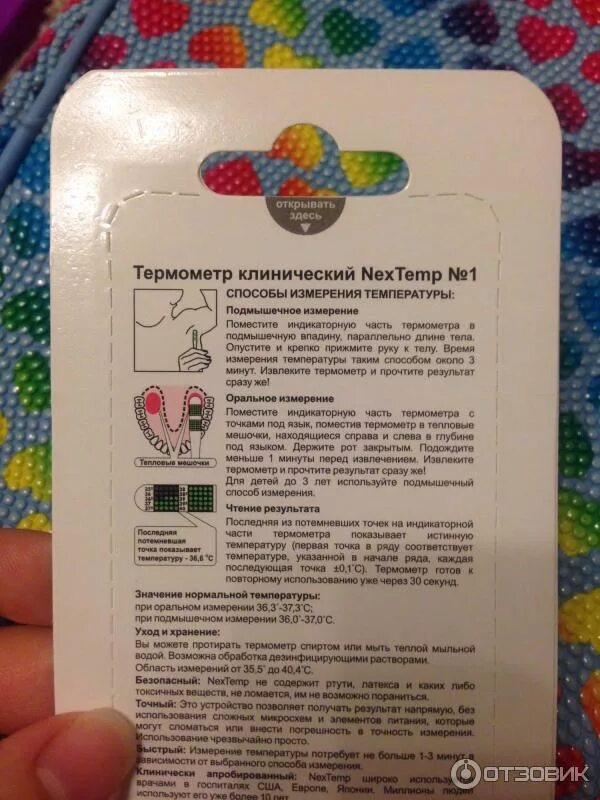 открывать
здесь
Термометр клинический NexTemp №1
СПОСОБЫ ИЗМЕРЕНИЯ ТЕМПЕРАТУРЫ:
Подмышечное измерение
Поместите индикаторную часть термометра в
подмышечную впадину, параллельно длине тела.
Опустите и крепко прижмите руку к телу. Время
измерения температуры таким способом около 3
минут. Извлеките термометр и прочтите результат
сразу же!
Оральное измерение
Поместите индикаторную часть термометра с
точками под язык, поместив термометр в тепловые
мешочки, находящиеся справа и слева в глубине
под языком. Держите рот закрытым. Подождите
меньше 1 минуты перед извлечением. Извлеките
термометр и прочтите результат сразу же!
Для детей до 3 лет используйте подмышечный
способ измерения.
Тепловые мешочки
Чтение результата
Последняя из потемневших точек на индикаторной
части термометра показывает истинную
температуру (первая точка в ряду соответствует
температуре, указанной в начале ряда, каждая
последующая точка ±0,1˚С). Термометр готов к
повторному использованию уже через 30 секунд.
Последняя
потемневшая
точка показывает
температуру - 36,6 ˚С
Значение нормальной температуры:
при оральном измерении 36,3˚-37,3˚С;
при подмышечном измерении 36,0˚-37,0˚С.
Уход и хранение:
Вы можете протирать термометр спиртом или мыть теплой мыльной
водой. Возможна обработка дезинфицирующими растворами.
Область измерений от 35,5˚ до 40,4˚С.
Безопасный: NexTemp не содержит ртути, латекса и каких либо
токсичных веществ, не ломается, им не возможно пораниться.
Точный: Это устройство позволяет получать результат напрямую, без
использования сложных микросхем и элементов питания, которые
могут сломаться или внести погрешность в точность измерения.
Использование чрезвычайно просто.
Быстрый: Измерение температуры потребует не больше 1-3 минут в
зависимости от выбранного способа измерения.
Клинически апробированный: NexTemp широко
врачами в госпиталях США, Европе, Японии. Миллионы людей
используют его уже более 10 лет.
ОТЗОВИК